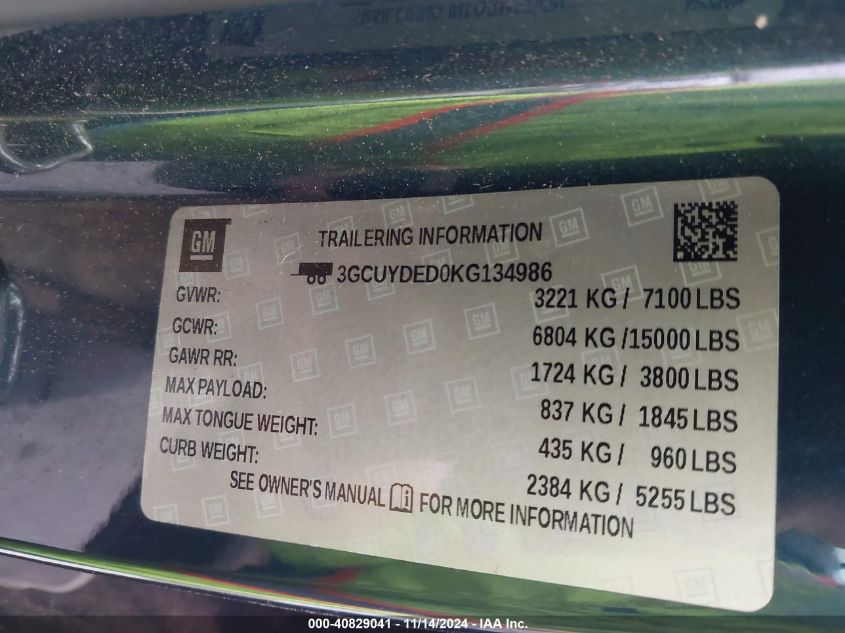 GM
TRAILERING INFORMATION
3GCUYDED0KG134986
GVWR: 3221 KG / 7100 LBS
GCWR: 6804 KG /15000 LBS
GAWR RR: 1724 KG / 3800 LBS
MAX PAYLOAD: 837 KG / 1845 LBS
MAX TONGUE WEIGHT: 435 KG / 960 LBS
CURB WEIGHT: 2384 KG / 5255 LBS
SEE OWNER'S MANUAL FOR MORE INFORMATION
000-40829041 - 11/14/2024 - IAA Inc.